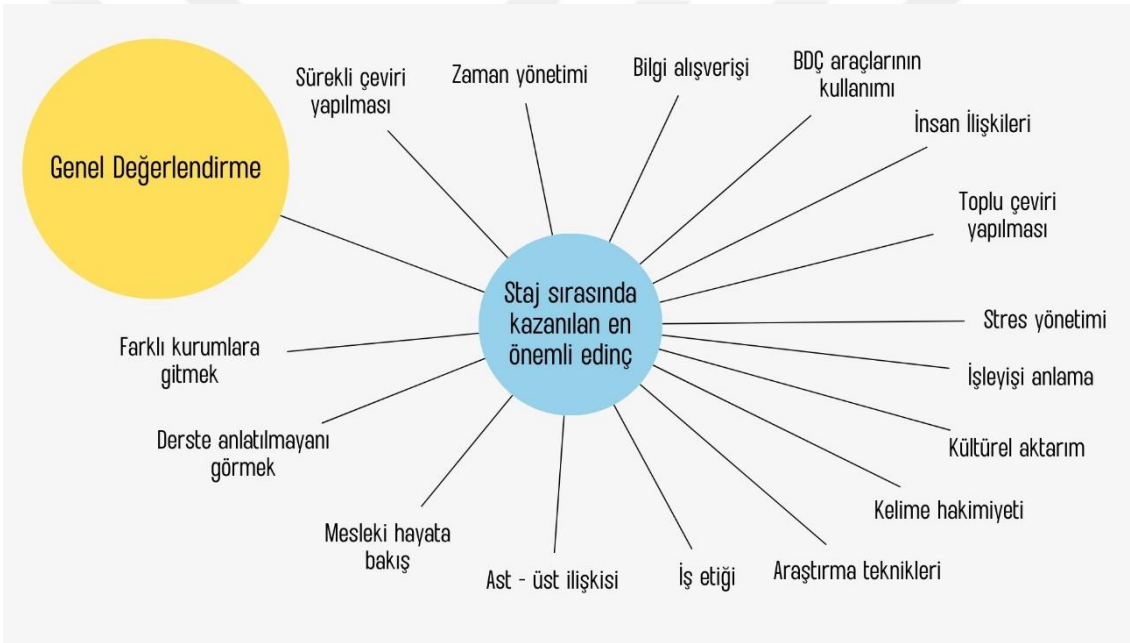 Genel Değerlendirme
Sürekli çeviri
yapılması
Zaman yönetimi
Bilgi alışverişi
BDÇ araçlarının
kullanımı
İnsan İlişkileri
Toplu çeviri
yapılması
Stres yönetimi
İşleyişi anlama
Kültürel aktarım
Kelime hakimiyeti
Araştırma teknikleri
İş etiği
Ast - üst ilişkisi
Mesleki hayata
bakış
Derste anlatılmayanı
görmek
Farklı kurumlara
gitmek
Staj sırasında
kazanılan en
önemli edinç